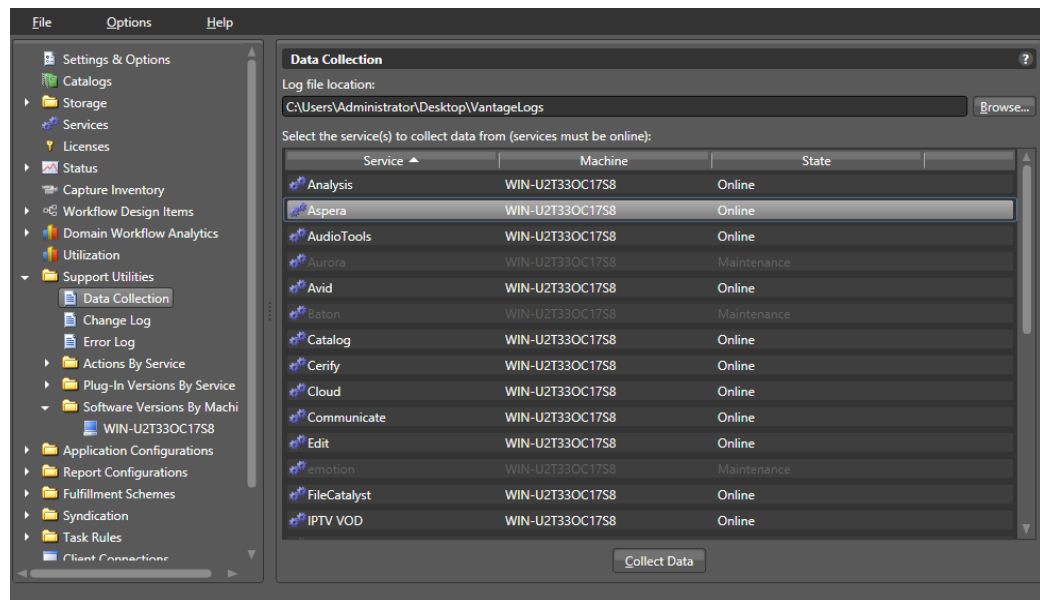 File Options Help
Settings & Options
Catalogs
Storage
Services
Licenses
Status
Capture Inventory
Workflow Design Items
Domain Workflow Analytics
Utilization
Support Utilities
Data Collection
Change Log
Error Log
Actions By Service
Plug-In Versions By Service
Software Versions By Machi
WIN-U2T33OC17S8
Application Configurations
Report Configurations
Fulfillment Schemes
Syndication
Task Rules
Client Connections
Data Collection ?
Log file location:
C:\Users\Administrator\Desktop\VantageLogs Browse...
Select the service(s) to collect data from (services must be online):
Service Machine State
Analysis WIN-U2T33OC17S8 Online
Aspera WIN-U2T33OC17S8 Online
AudioTools WIN-U2T33OC17S8 Online
Aurora WIN-U2T33OC17S8 Maintenance
Avid WIN-U2T33OC17S8 Online
Baton WIN-U2T33OC17S8 Maintenance
Catalog WIN-U2T33OC17S8 Online
Cerify WIN-U2T33OC17S8 Online
Cloud WIN-U2T33OC17S8 Online
Communicate WIN-U2T33OC17S8 Online
Edit WIN-U2T33OC17S8 Online
emotion WIN-U2T33OC17S8 Maintenance
FileCatalyst WIN-U2T33OC17S8 Online
IPTV VOD WIN-U2T33OC17S8 Online
Collect Data